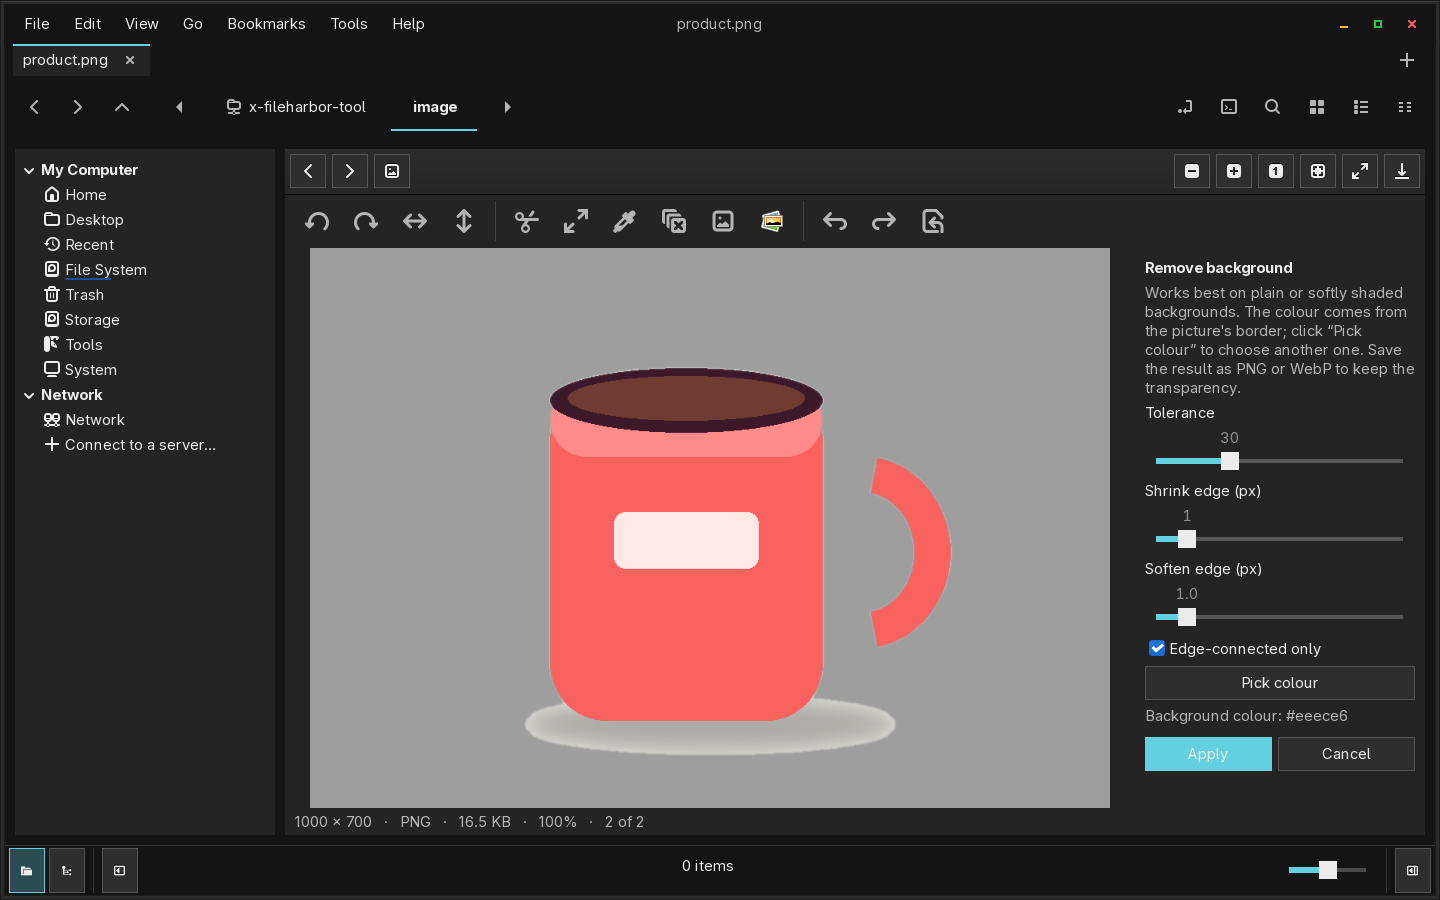 File Edit View Go Bookmarks Tools Help
product.png
product.png
x-fileharbor-tool
image
My Computer
Home
Desktop
Recent
File System
Trash
Storage
Tools
System
Network
Network
Connect to a server...
1
Remove background
Works best on plain or softly shaded
backgrounds. The colour comes from
the picture's border; click “Pick
colour” to choose another one. Save
the result as PNG or WebP to keep the
transparency.
Tolerance
30
Shrink edge (px)
1
Soften edge (px)
1.0
Edge-connected only
Pick colour
Background colour: #eeece6
Apply
Cancel
1000 × 700 · PNG · 16.5 KB · 100% · 2 of 2
0 items